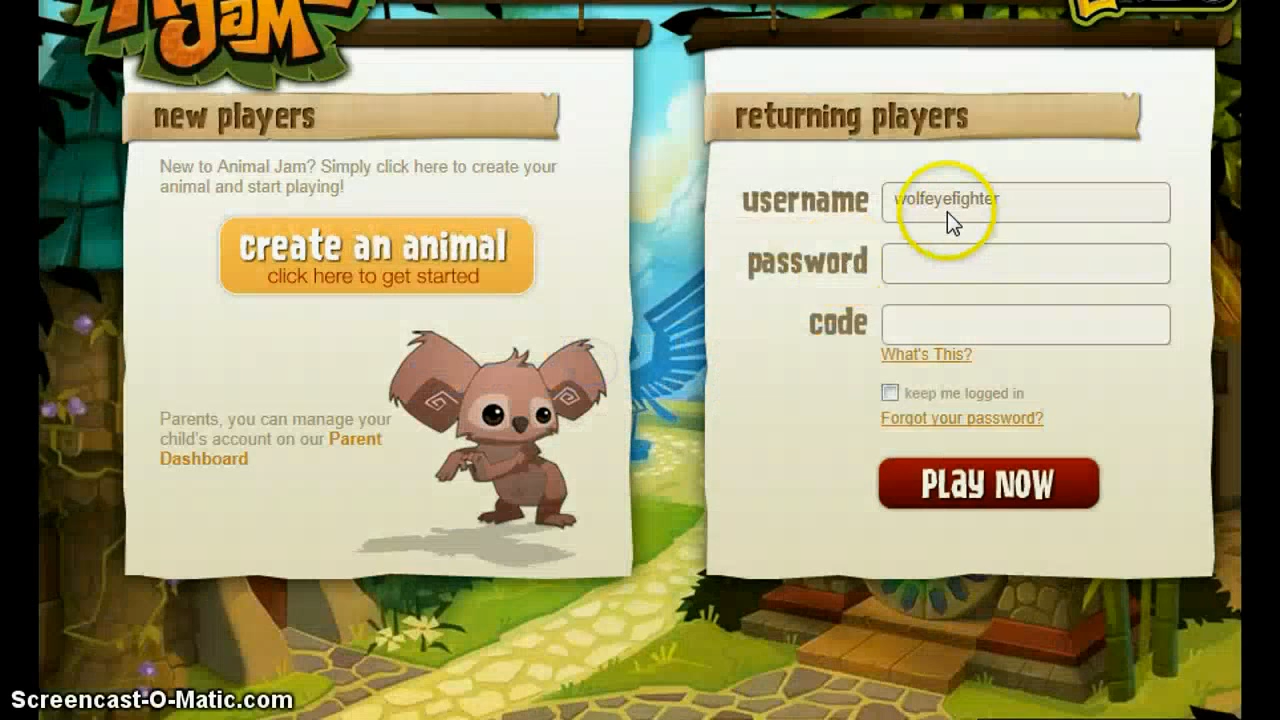 JAM
new players
New to Animal Jam? Simply click here to create your
animal and start playing!
create an animal
click here to get started
Parents, you can manage your
child's account on our Parent
Dashboard
returning players
username
wolfeyefighter
password
code
What's This?
keep me logged in
Forgot your password?
PLAY NOW
Screencast-O-Matic.com